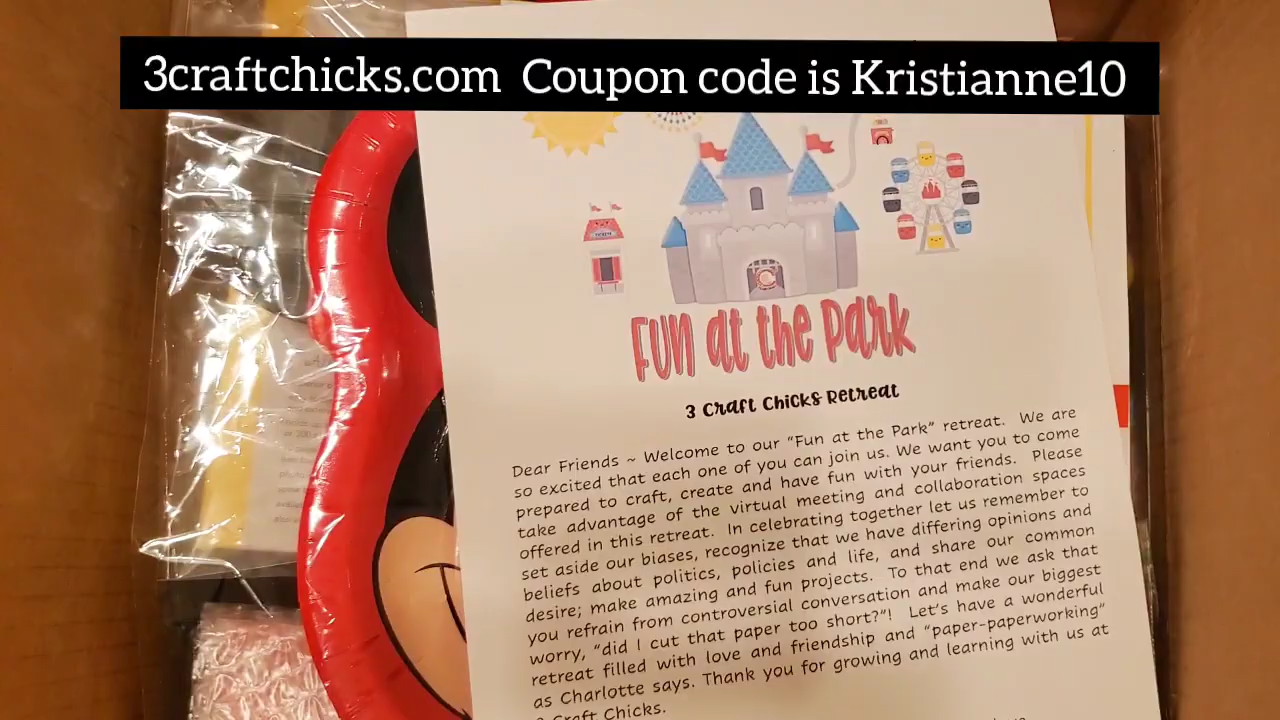 3craftchicks.com Coupon code is Kristianne10
TICKETS
FUN at the Park
3 Craft Chicks Retreat
Dear Friends ~ Welcome to our “Fun at the Park” retreat. We are
so excited that each one of you can join us. We want you to come
prepared to craft, create and have fun with your friends. Please
take advantage of the virtual meeting and collaboration spaces
offered in this retreat. In celebrating together let us remember to
set aside our biases, recognize that we have differing opinions and
beliefs about politics, policies and life, and share our common
desire; make amazing and fun projects. To that end we ask that
you refrain from controversial conversation and make our biggest
worry, “did I cut that paper too short?”! Let’s have a wonderful
retreat filled with love and friendship and “paper-paperworking”
as Charlotte says. Thank you for growing and learning with us at
3 Craft Chicks.